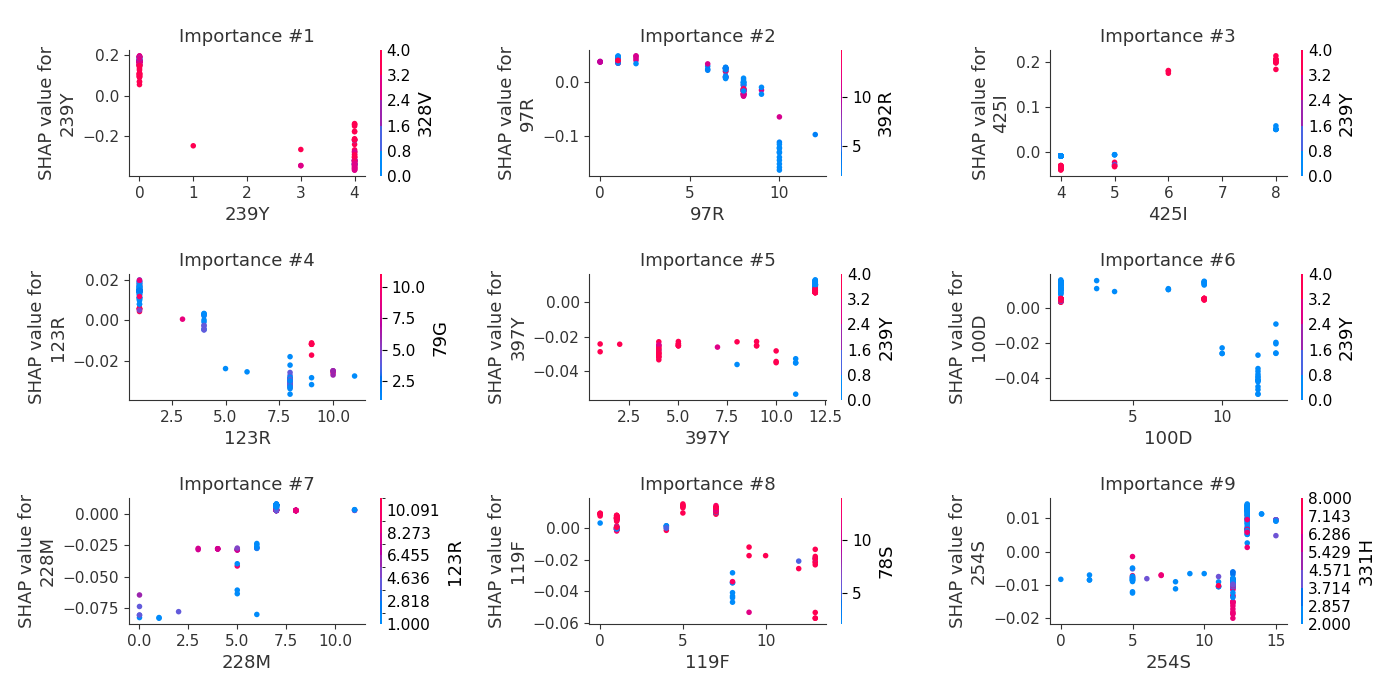 Importance #1
SHAP value for
239Y
0.2
0.0
−0.2
0
1
2
3
4
239Y
4.0
3.2
2.4
1.6
0.8
0.0
328V
Importance #2
SHAP value for
97R
0.0
−0.1
0
5
10
97R
10
5
392R
Importance #3
SHAP value for
425I
0.2
0.1
0.0
4
5
6
7
8
425I
4.0
3.2
2.4
1.6
0.8
0.0
239Y
Importance #4
SHAP value for
123R
0.02
0.00
−0.02
2.5
5.0
7.5
10.0
123R
10.0
7.5
5.0
2.5
79G
Importance #5
SHAP value for
397Y
0.00
−0.02
−0.04
2.5
5.0
7.5
10.0
12.5
397Y
4.0
3.2
2.4
1.6
0.8
0.0
239Y
Importance #6
SHAP value for
100D
0.00
−0.02
−0.04
5
10
100D
4.0
3.2
2.4
1.6
0.8
0.0
239Y
Importance #7
SHAP value for
228M
0.000
−0.025
−0.050
−0.075
0.0
2.5
5.0
7.5
10.0
228M
10.091
8.273
6.455
4.636
2.818
1.000
123R
Importance #8
SHAP value for
119F
0.00
−0.02
−0.04
−0.06
0
5
10
119F
10
5
78S
Importance #9
SHAP value for
254S
0.01
0.00
−0.01
−0.02
0
5
10
15
254S
8.000
7.143
6.286
5.429
4.571
3.714
2.857
2.000
331H